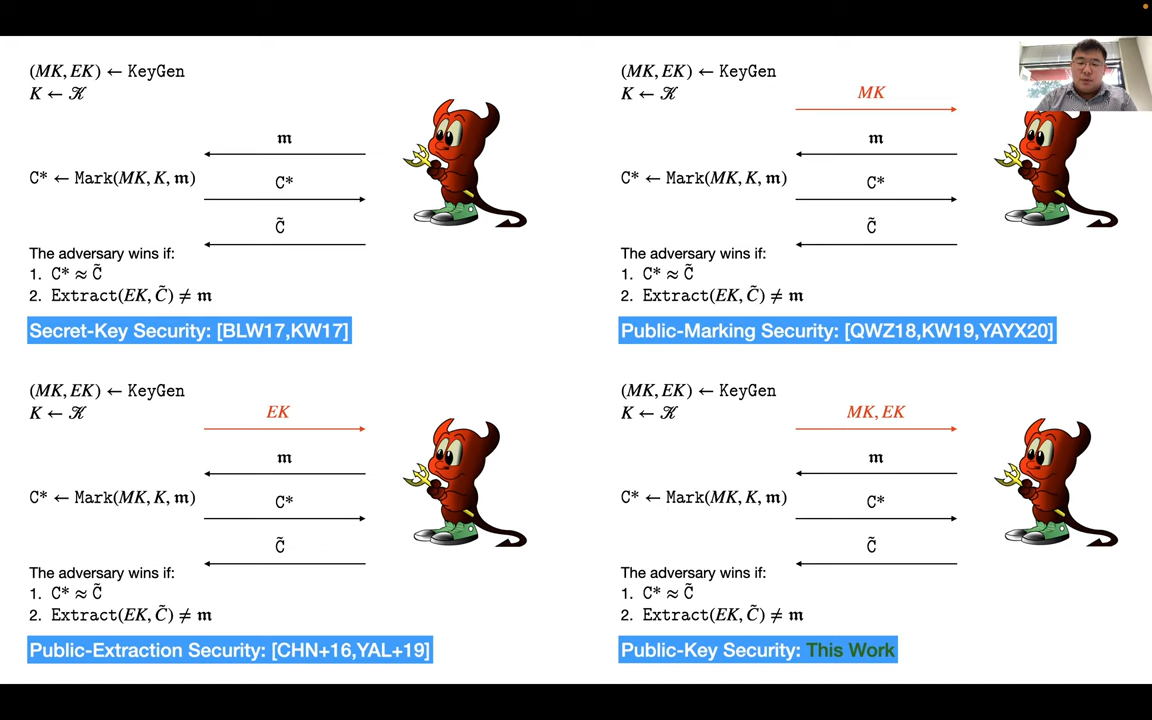 (MK, EK) ← KeyGen
K ← 𝒦
m
C* ← Mark(MK, K, m)
C*
C̃
The adversary wins if:
1. C* ≈ C̃
2. Extract(EK, C̃) ≠ m
Secret-Key Security: [BLW17,KW17]
(MK, EK) ← KeyGen
K ← 𝒦
MK
m
C* ← Mark(MK, K, m)
C*
C̃
The adversary wins if:
1. C* ≈ C̃
2. Extract(EK, C̃) ≠ m
Public-Marking Security: [QWZ18,KW19,YAYX20]
(MK, EK) ← KeyGen
K ← 𝒦
EK
m
C* ← Mark(MK, K, m)
C*
C̃
The adversary wins if:
1. C* ≈ C̃
2. Extract(EK, C̃) ≠ m
Public-Extraction Security: [CHN+16,YAL+19]
(MK, EK) ← KeyGen
K ← 𝒦
MK, EK
m
C* ← Mark(MK, K, m)
C*
C̃
The adversary wins if:
1. C* ≈ C̃
2. Extract(EK, C̃) ≠ m
Public-Key Security: This Work